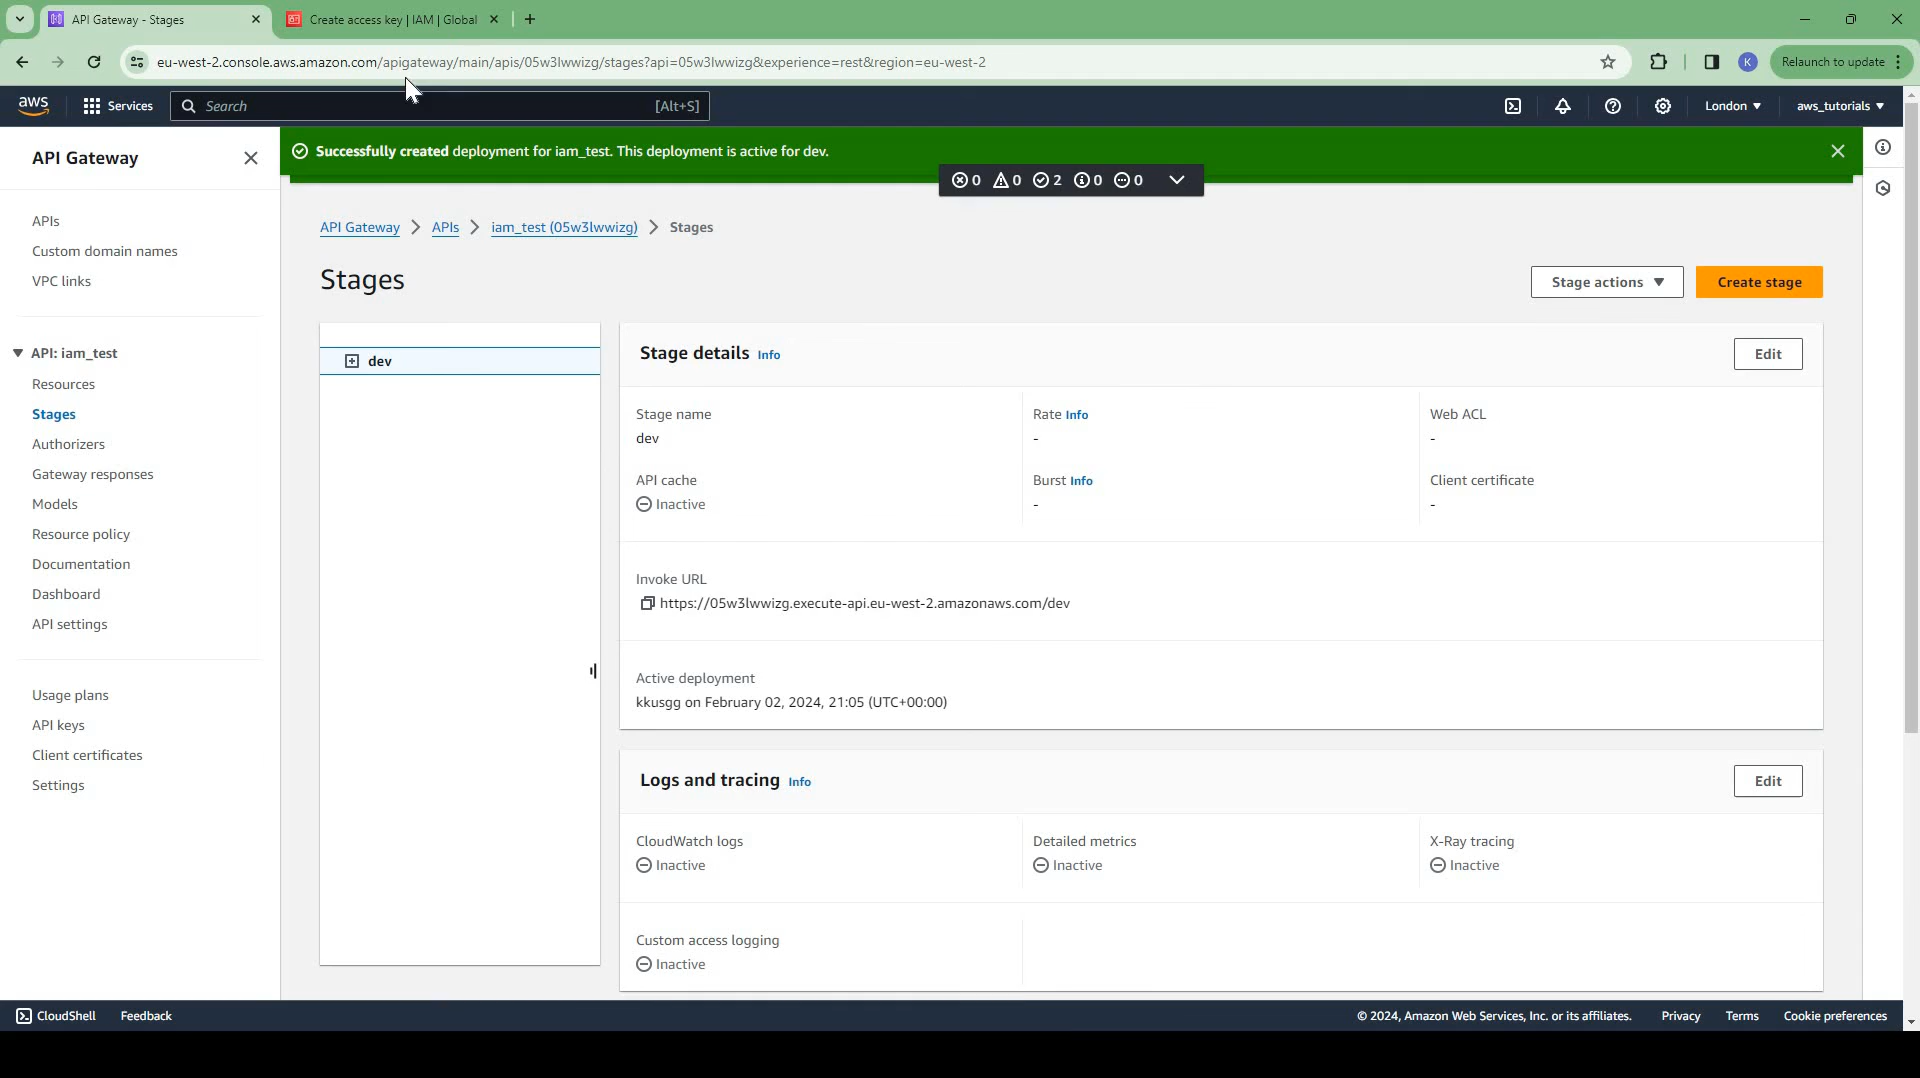 API Gateway - Stages
Create access key | IAM | Global
eu-west-2.console.aws.amazon.com/apigateway/main/apis/05w3lwwizg/stages?api=05w3lwwizg&experience=rest&region=eu-west-2
K
Relaunch to update
aws
Services
Search
[Alt+S]
London
aws_tutorials
API Gateway
Successfully created deployment for iam_test. This deployment is active for dev.
0 0 2 0 0
APIs
Custom domain names
VPC links
API: iam_test
Resources
Stages
Authorizers
Gateway responses
Models
Resource policy
Documentation
Dashboard
API settings
Usage plans
API keys
Client certificates
Settings
API Gateway > APIs > iam_test (05w3lwwizg) > Stages
Stages
Stage actions
Create stage
dev
Stage details Info
Edit
Stage name
dev
Rate Info
-
Web ACL
-
API cache
Inactive
Burst Info
-
Client certificate
-
Invoke URL
https://05w3lwwizg.execute-api.eu-west-2.amazonaws.com/dev
Active deployment
kkusgg on February 02, 2024, 21:05 (UTC+00:00)
Logs and tracing Info
Edit
CloudWatch logs
Inactive
Detailed metrics
Inactive
X-Ray tracing
Inactive
Custom access logging
Inactive
CloudShell
Feedback
© 2024, Amazon Web Services, Inc. or its affiliates.
Privacy
Terms
Cookie preferences